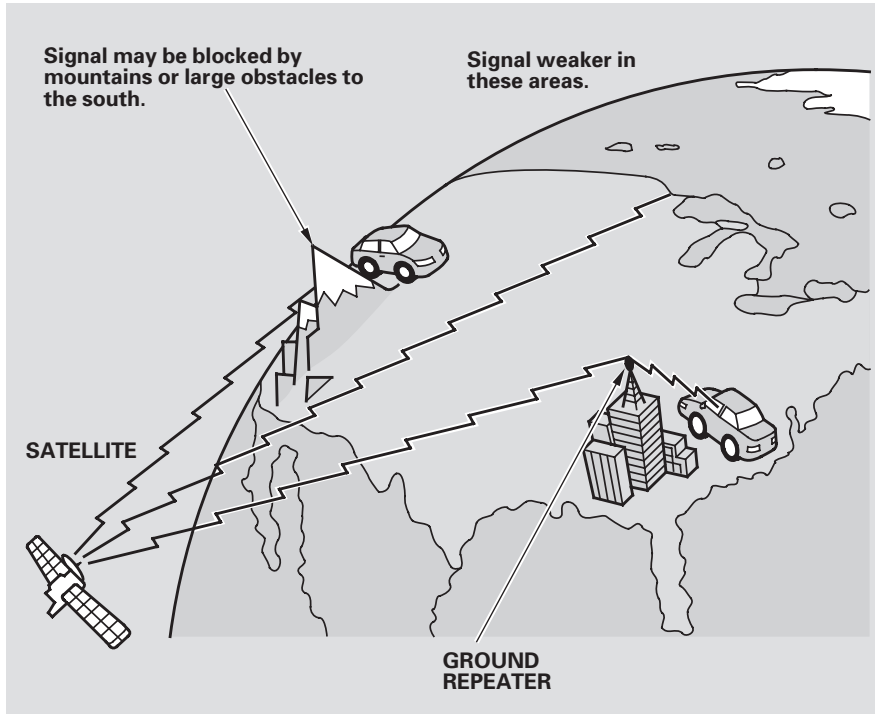 Signal may be blocked by
mountains or large obstacles to
the south.
Signal weaker in
these areas.
SATELLITE
GROUND
REPEATER